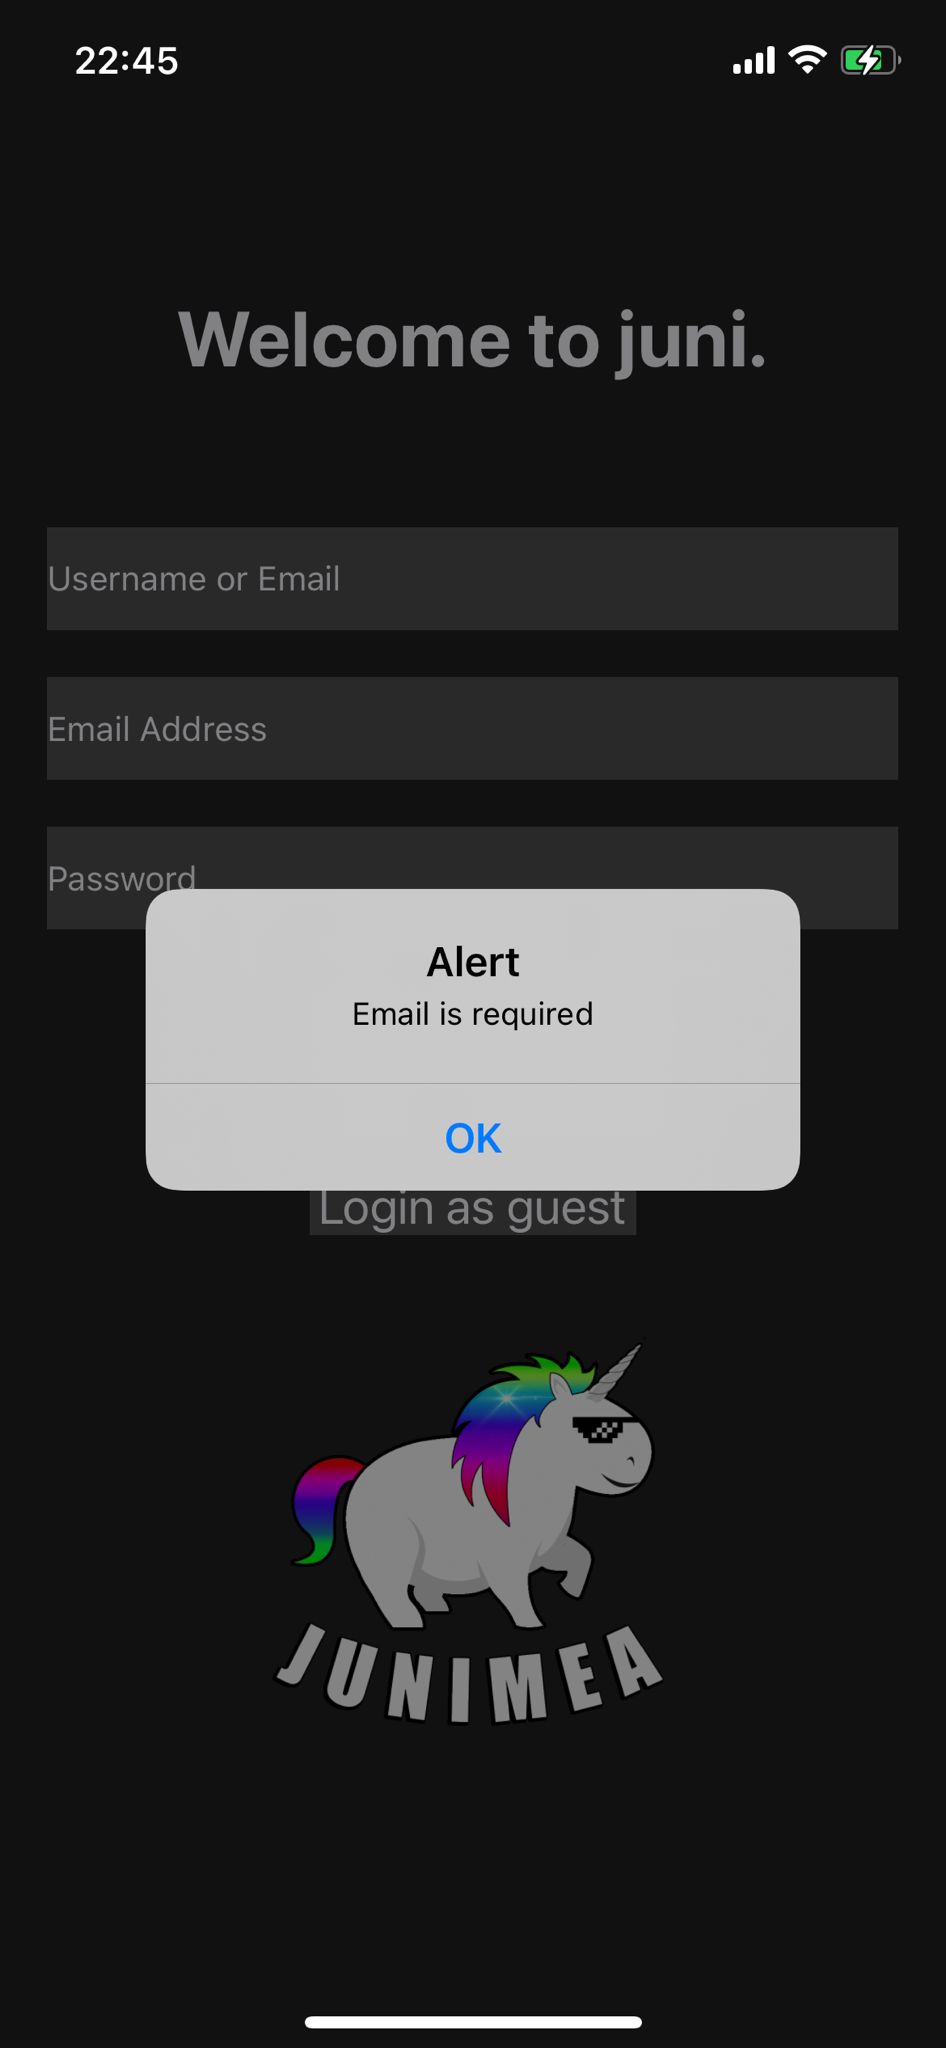 22:45
Welcome to juni.
Username or Email
Email Address
Password
Alert
Email is required
OK
Login as guest
JUNIMEA